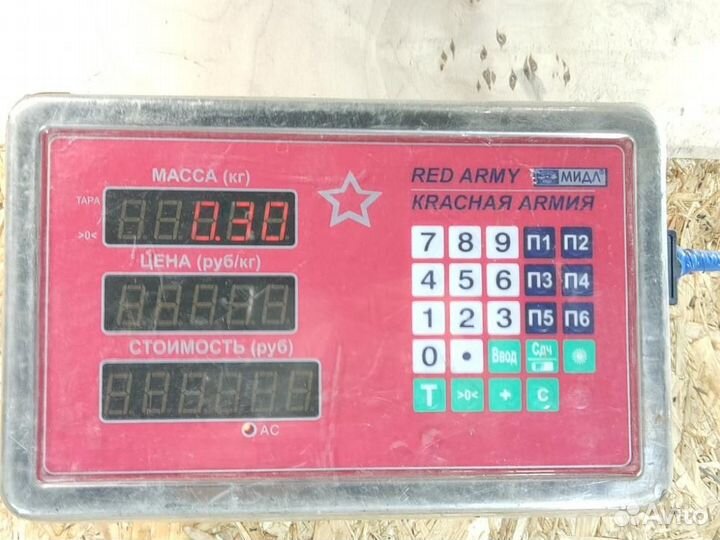 МАССА (кг)
ТАРА
>0<
0.30
ЦЕНА (руб/кг)
СТОИМОСТЬ (руб)
AC
RED ARMY МИДЛ®
КRАСНАЯ АRМИЯ
7 8 9 П1 П2
4 5 6 П3 П4
1 2 3 П5 П6
0 • Ввод Сдч
Т >0< + С
Avito